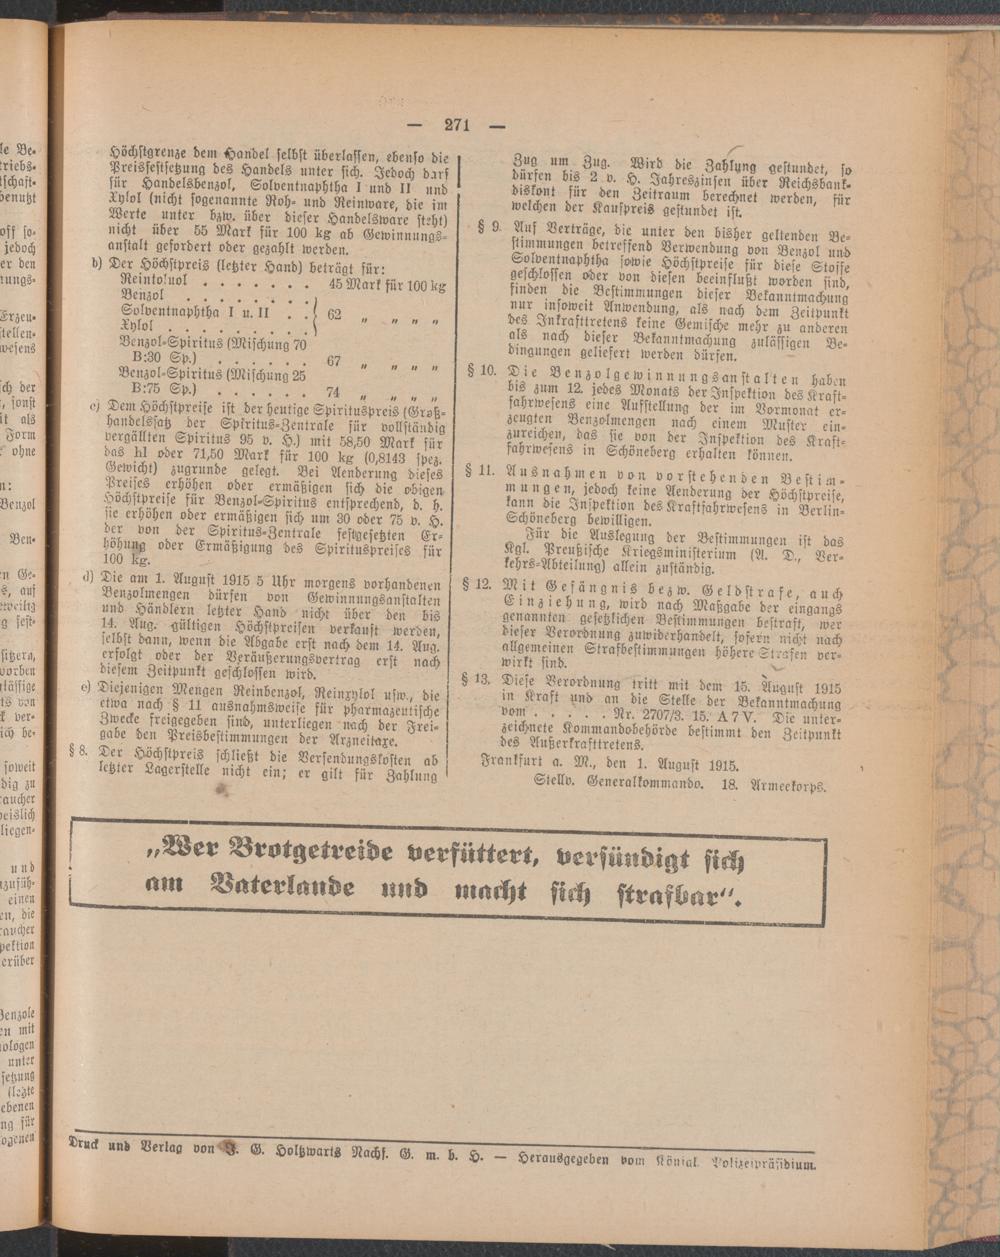 — 271 —
Höchstgrenze dem Handel selbst überlassen, ebenso die
Preisfestsetzung des Handels unter sich. Jedoch darf
für Handelsbenzol, Solventnaphtha I und II und
Xylol (nicht sogenannte Roh- und Reinware, die im
Werte unter bzw. über dieser Handelsware steht)
nicht über 55 Mark für 100 kg ab Gewinnungs-
anstalt gefordert oder gezahlt werden.
b) Der Höchstpreis (letzter Hand) beträgt für:
Reintoluol . . . . . . . 45 Mark für 100 kg
Benzol . . . . . . . .
Solventnaphtha I u. II . . 62 " " " "
Xylol . . . . . . . . .
Benzol-Spiritus (Mischung 70
B:30 Sp.) . . . . . . 67 " " " "
Benzol-Spiritus (Mischung 25
B:75 Sp.) . . . . . . 74 " " " "
c) Dem Höchstpreise ist der heutige Spirituspreis (Groß-
handelssatz der Spiritus-Zentrale für vollständig
vergällten Spiritus 95 v. H.) mit 58,50 Mark für
das hl oder 71,50 Mark für 100 kg (0,8143 spez.
Gewicht) zugrunde gelegt. Bei Aenderung dieses
Preises erhöhen oder ermäßigen sich die obigen
Höchstpreise für Benzol-Spiritus entsprechend, d. h.
sie erhöhen oder ermäßigen sich um 30 oder 75 v. H.
der von der Spiritus-Zentrale festgesetzten Er-
höhung oder Ermäßigung des Spirituspreises für
100 kg.
d) Die am 1. August 1915 5 Uhr morgens vorhandenen
Benzolmengen dürfen von Gewinnungsanstalten
und Händlern letzter Hand nicht über den bis
14. Aug. gültigen Höchstpreisen verkauft werden,
selbst dann, wenn die Abgabe erst nach dem 14. Aug.
erfolgt oder der Veräußerungsvertrag erst nach
diesem Zeitpunkt geschlossen wird.
e) Diejenigen Mengen Reinbenzol, Reinxylol usw., die
etwa nach § 11 ausnahmsweise für pharmazeutische
Zwecke freigegeben sind, unterliegen nach der Frei-
gabe den Preisbestimmungen der Arzneitaxe.
§ 8. Der Höchstpreis schließt die Versendungskosten ab
letzter Lagerstelle nicht ein; er gilt für Zahlung
Zug um Zug. Wird die Zahlung gestundet, so
dürfen bis 2 v. H. Jahreszinsen über Reichsbank-
diskont für den Zeitraum berechnet werden, für
welchen der Kaufpreis gestundet ist.
§ 9. Auf Verträge, die unter den bisher geltenden Be-
stimmungen betreffend Verwendung von Benzol und
Solventnaphtha sowie Höchstpreise für diese Stoffe
geschlossen oder von diesen beeinflußt worden sind,
finden die Bestimmungen dieser Bekanntmachung
nur insoweit Anwendung, als nach dem Zeitpunkt
des Inkrafttretens keine Gemische mehr zu anderen
als nach dieser Bekanntmachung zulässigen Be-
dingungen geliefert werden dürfen.
§ 10. Die Benzolgewinnungsanstalten haben
bis zum 12. jedes Monats der Inspektion des Kraft-
fahrwesens eine Aufstellung der im Vormonat er-
zeugten Benzolmengen nach einem Muster ein-
zureichen, das sie von der Inspektion des Kraft-
fahrwesens in Schöneberg erhalten können.
§ 11. Ausnahmen von vorstehenden Bestim-
mungen, jedoch keine Aenderung der Höchstpreise,
kann die Inspektion des Kraftfahrwesens in Berlin-
Schöneberg bewilligen.
Für die Auslegung der Bestimmungen ist das
Kgl. Preußische Kriegsministerium (A. D., Ver-
kehrs-Abteilung) allein zuständig.
§ 12. Mit Gefängnis bezw. Geldstrafe, auch
Einziehung, wird nach Maßgabe der eingangs
genannten gesetzlichen Bestimmungen bestraft, wer
dieser Verordnung zuwiderhandelt, sofern nicht nach
allgemeinen Strafbestimmungen höhere Strafen ver-
wirkt sind.
§ 13. Diese Verordnung tritt mit dem 15. August 1915
in Kraft und an die Stelle der Bekanntmachung
vom . . . . . Nr. 2707/3. 15. A 7 V. Die unter-
zeichnete Kommandobehörde bestimmt den Zeitpunkt
des Außerkrafttretens.
Frankfurt a. M., den 1. August 1915.
Stellv. Generalkommando. 18. Armeekorps.
„Wer Brotgetreide verfüttert, versündigt sich
am Vaterlande und macht sich strafbar“.
Druck und Verlag von J. G. Holtzwarts Nachf. G. m. b. H. — Herausgegeben vom Königl. Polizeipräsidium.